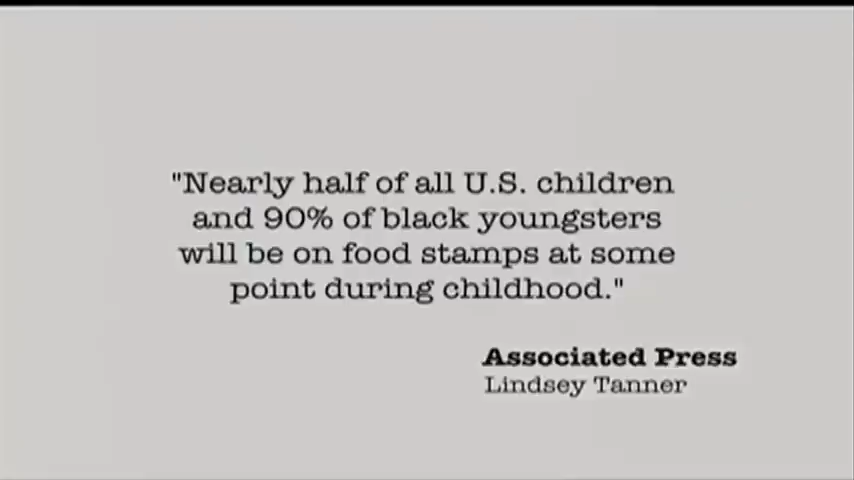 "Nearly half of all U.S. children
and 90% of black youngsters
will be on food stamps at some
point during childhood."
Associated Press
Lindsey Tanner